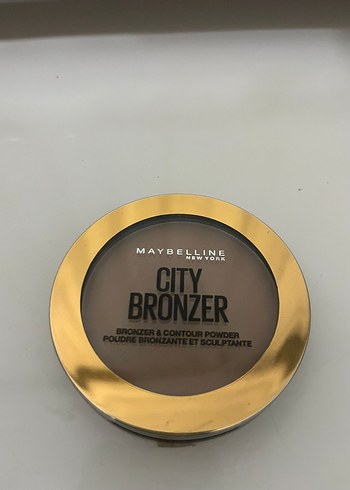 MAYBELLINE
NEW YORK
CITY
BRONZER
BRONZER & CONTOUR POWDER
POUDRE BRONZANTE ET SCULPTANTE